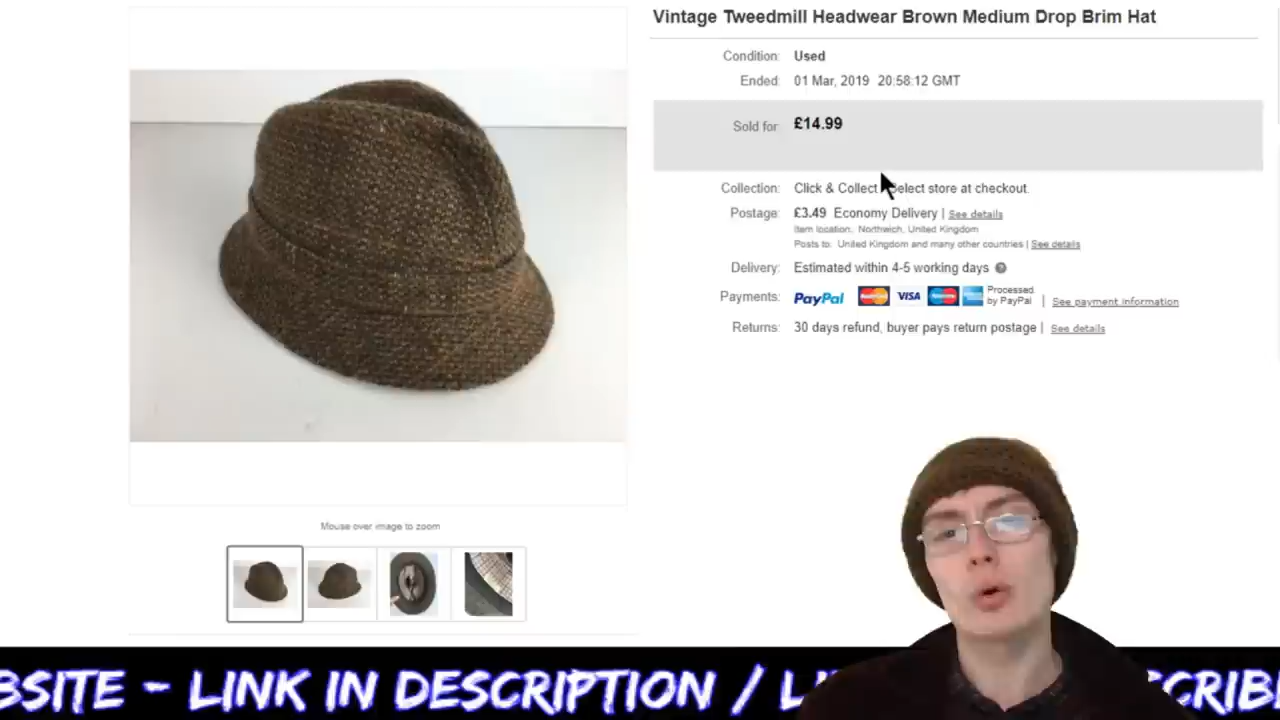 Vintage Tweedmill Headwear Brown Medium Drop Brim Hat
Condition: Used
Ended: 01 Mar, 2019 20:58:12 GMT
Sold for: £14.99
Collection: Click & Collect Select store at checkout.
Postage: £3.49 Economy Delivery | See details
Item location: Northwich, United Kingdom
Posts to: United Kingdom and many other countries | See details
Delivery: Estimated within 4-5 working days
Payments: PayPal MasterCard VISA Maestro Processed by PayPal | See payment information
Returns: 30 days refund, buyer pays return postage | See details
Mouse over image to zoom
BSITE - LINK IN DESCRIPTION / LI CRIBE